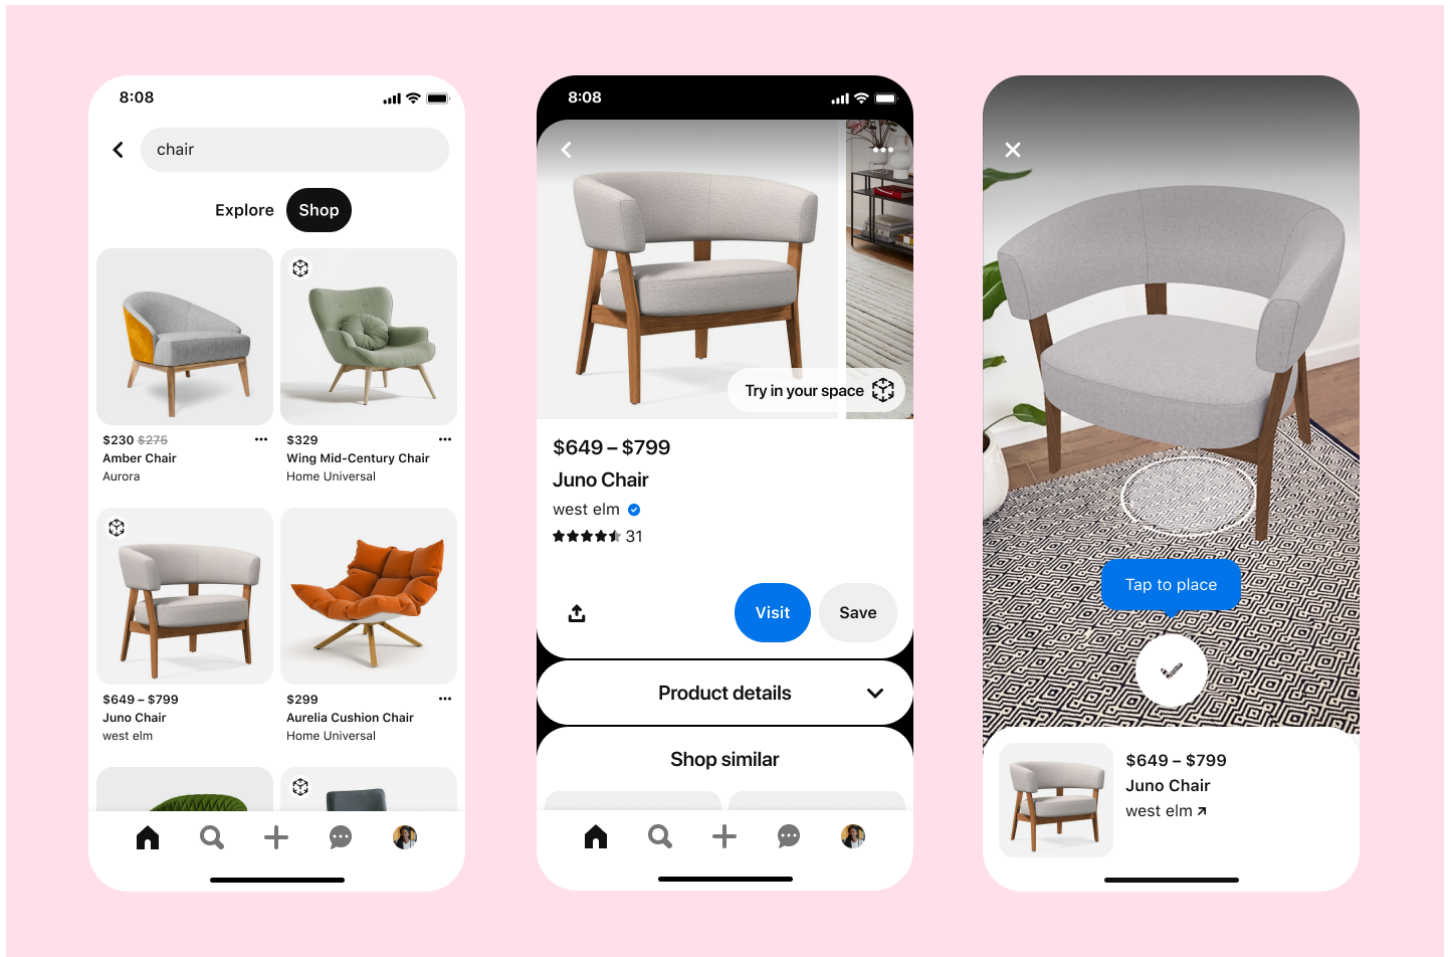 8:08
chair
Explore
Shop
$230 $275
Amber Chair
Aurora
$329
Wing Mid-Century Chair
Home Universal
$649 – $799
Juno Chair
west elm
$299
Aurelia Cushion Chair
Home Universal
8:08
Try in your space
$649 – $799
Juno Chair
west elm
31
Visit
Save
Product details
Shop similar
Tap to place
$649 – $799
Juno Chair
west elm